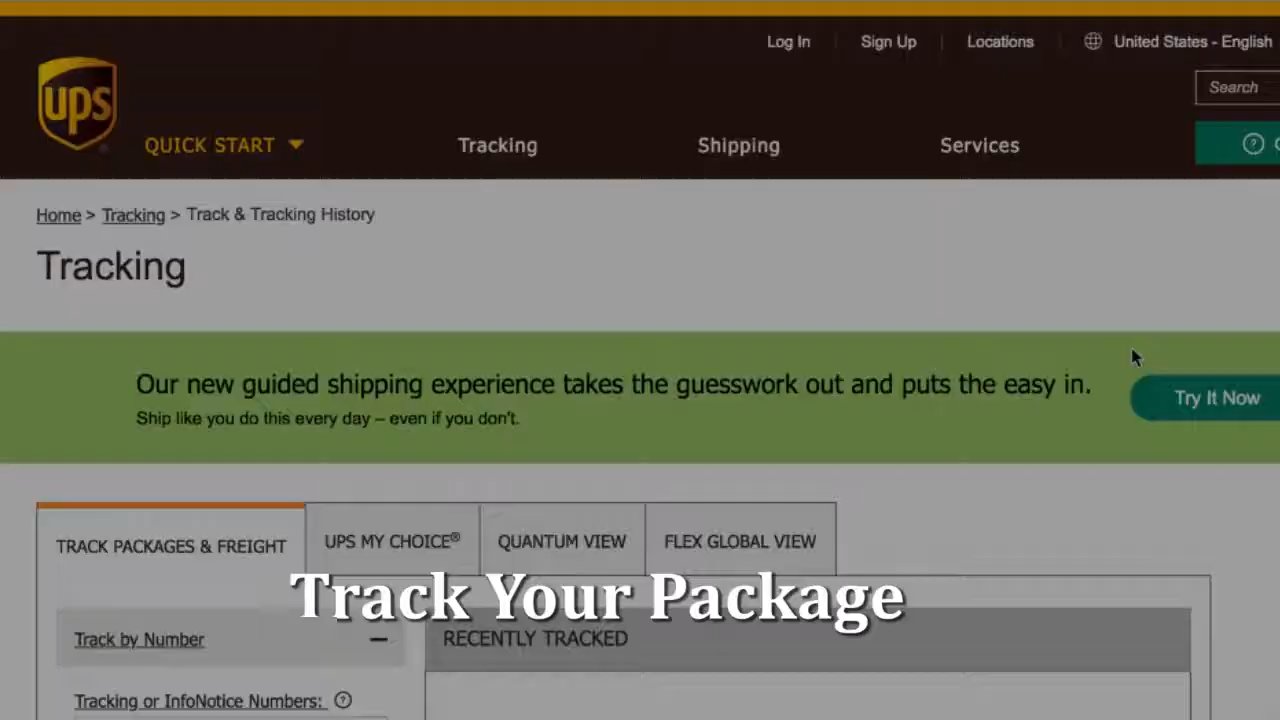 Log In
Sign Up
Locations
United States - English
Search
ups
QUICK START
Tracking
Shipping
Services
Home > Tracking > Track & Tracking History
Tracking
Our new guided shipping experience takes the guesswork out and puts the easy in.
Ship like you do this every day – even if you don't.
Try It Now
TRACK PACKAGES & FREIGHT
UPS MY CHOICE®
QUANTUM VIEW
FLEX GLOBAL VIEW
Track Your Package
Track by Number
RECENTLY TRACKED
Tracking or InfoNotice Numbers: ?